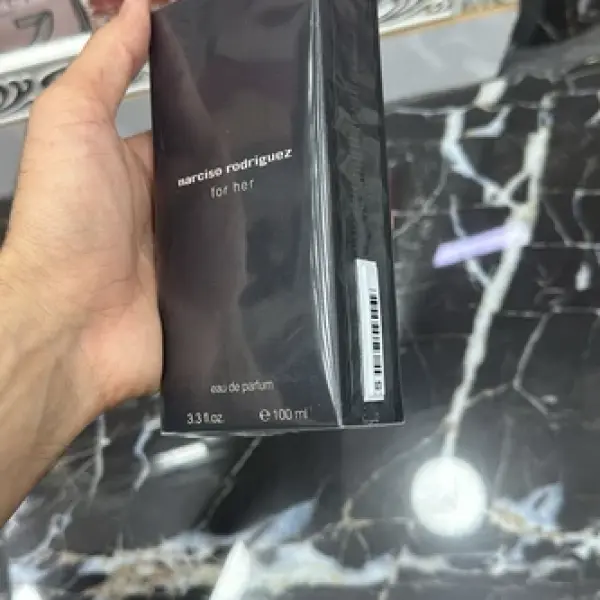 narciso rodriguez
for her
eau de parfum
3.3 fl.oz. ℮ 100 ml